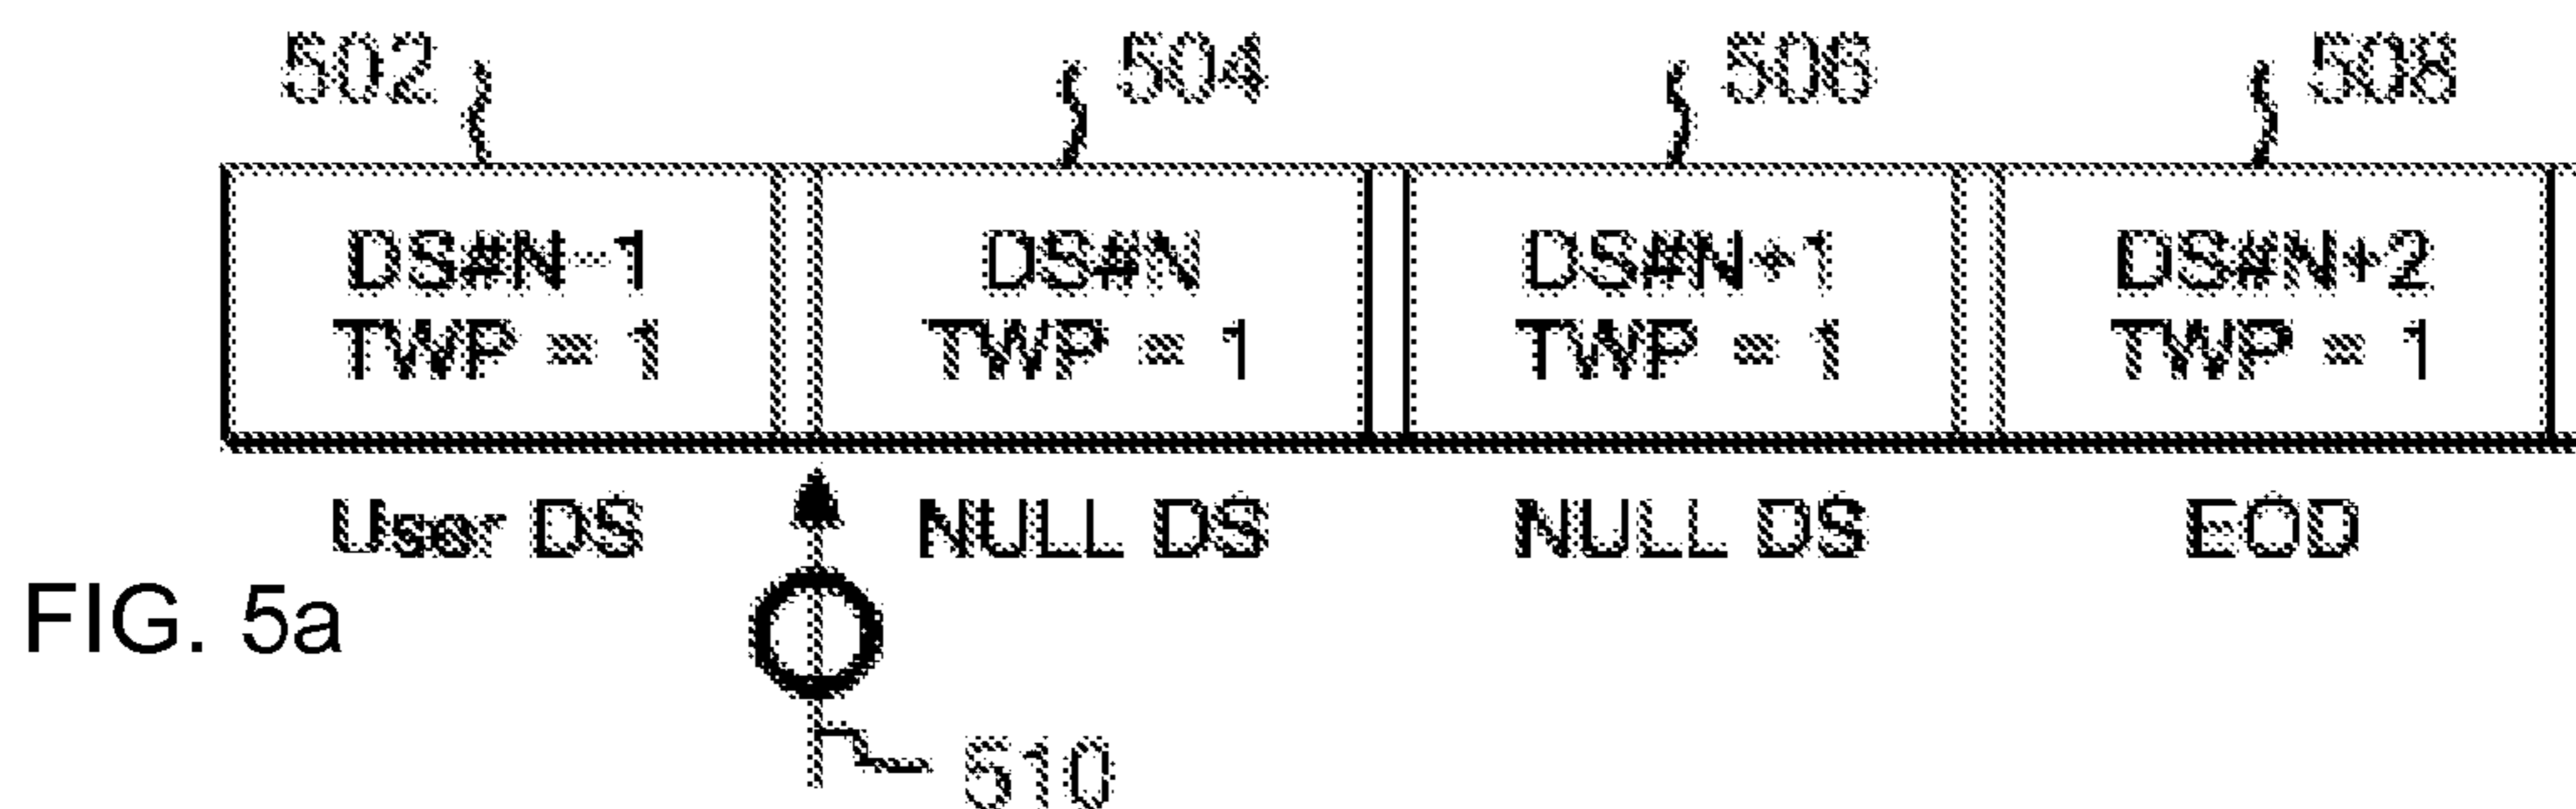 502 504 506 508
DS#N-1 DS#N DS#N+1 DS#N+2
TWP = 1 TWP = 1 TWP = 1 TWP = 1
User DS NULL DS NULL DS EOD
FIG. 5a
510